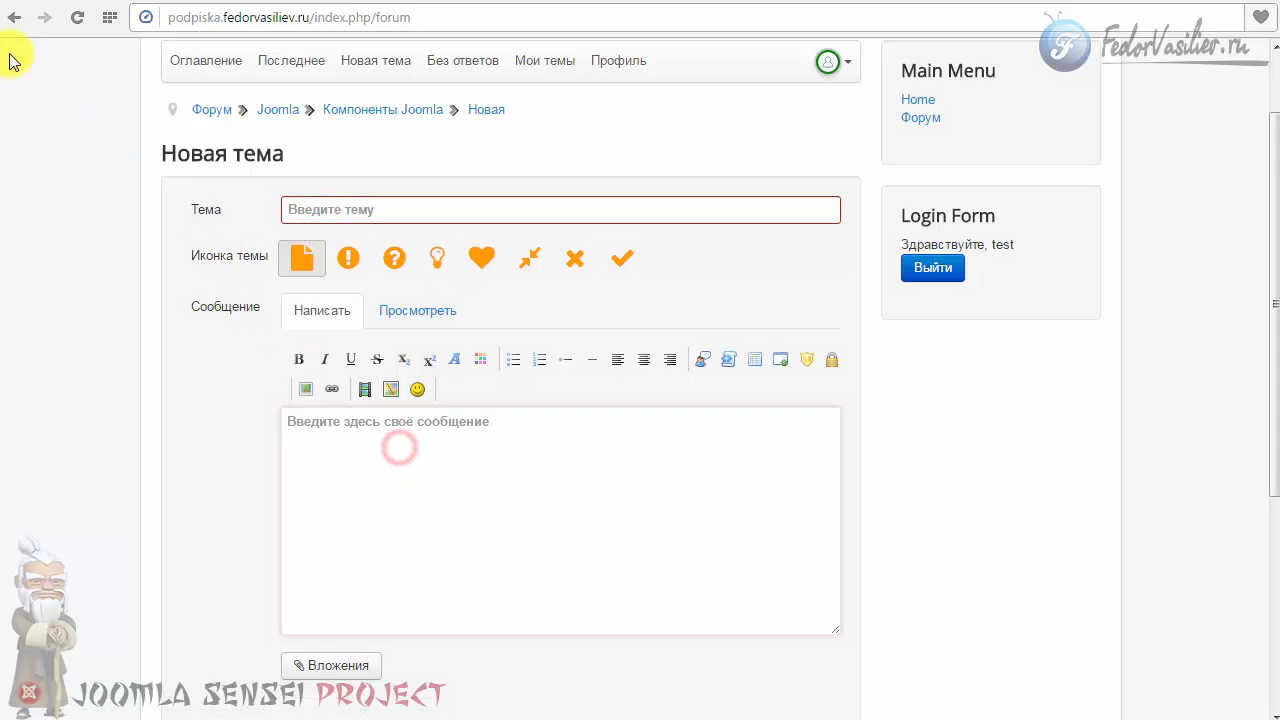 podpiska.fedorvasiliev.ru/index.php/forum
FedorVasiliev.ru
Оглавление Последнее Новая тема Без ответов Мои темы Профиль
Форум Joomla Компоненты Joomla Новая
Новая тема
Тема Введите тему
Иконка темы
Сообщение Написать Просмотреть
Введите здесь своё сообщение
Вложения
Main Menu
Home
Форум
Login Form
Здравствуйте, test
Выйти
JOOMLA SENSEI PROJECT